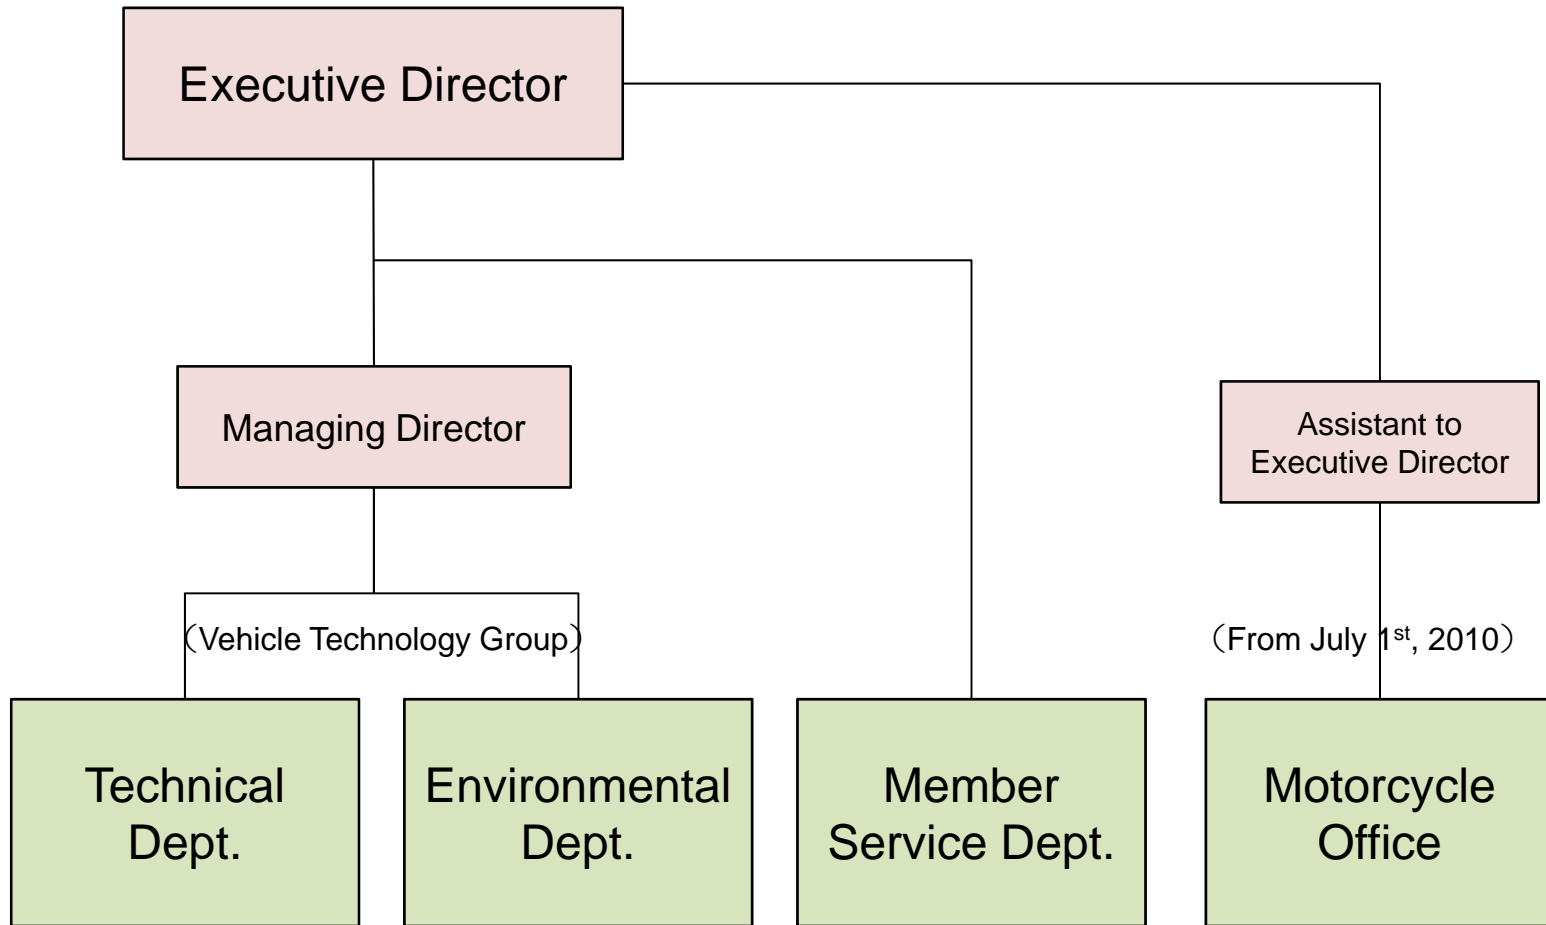 Executive Director
Managing Director
Assistant to
Executive Director
（Vehicle Technology Group）
（From July 1st, 2010）
Technical
Dept.
Environmental
Dept.
Member
Service Dept.
Motorcycle
Office